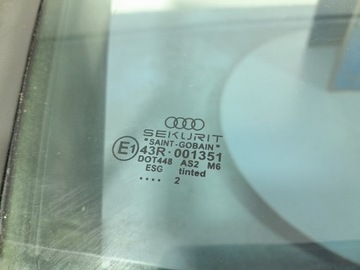 SEKURIT
"SAINT-GOBAIN"
E1 43R-001351
DOT448 AS2 M6
ESG tinted
.... 2